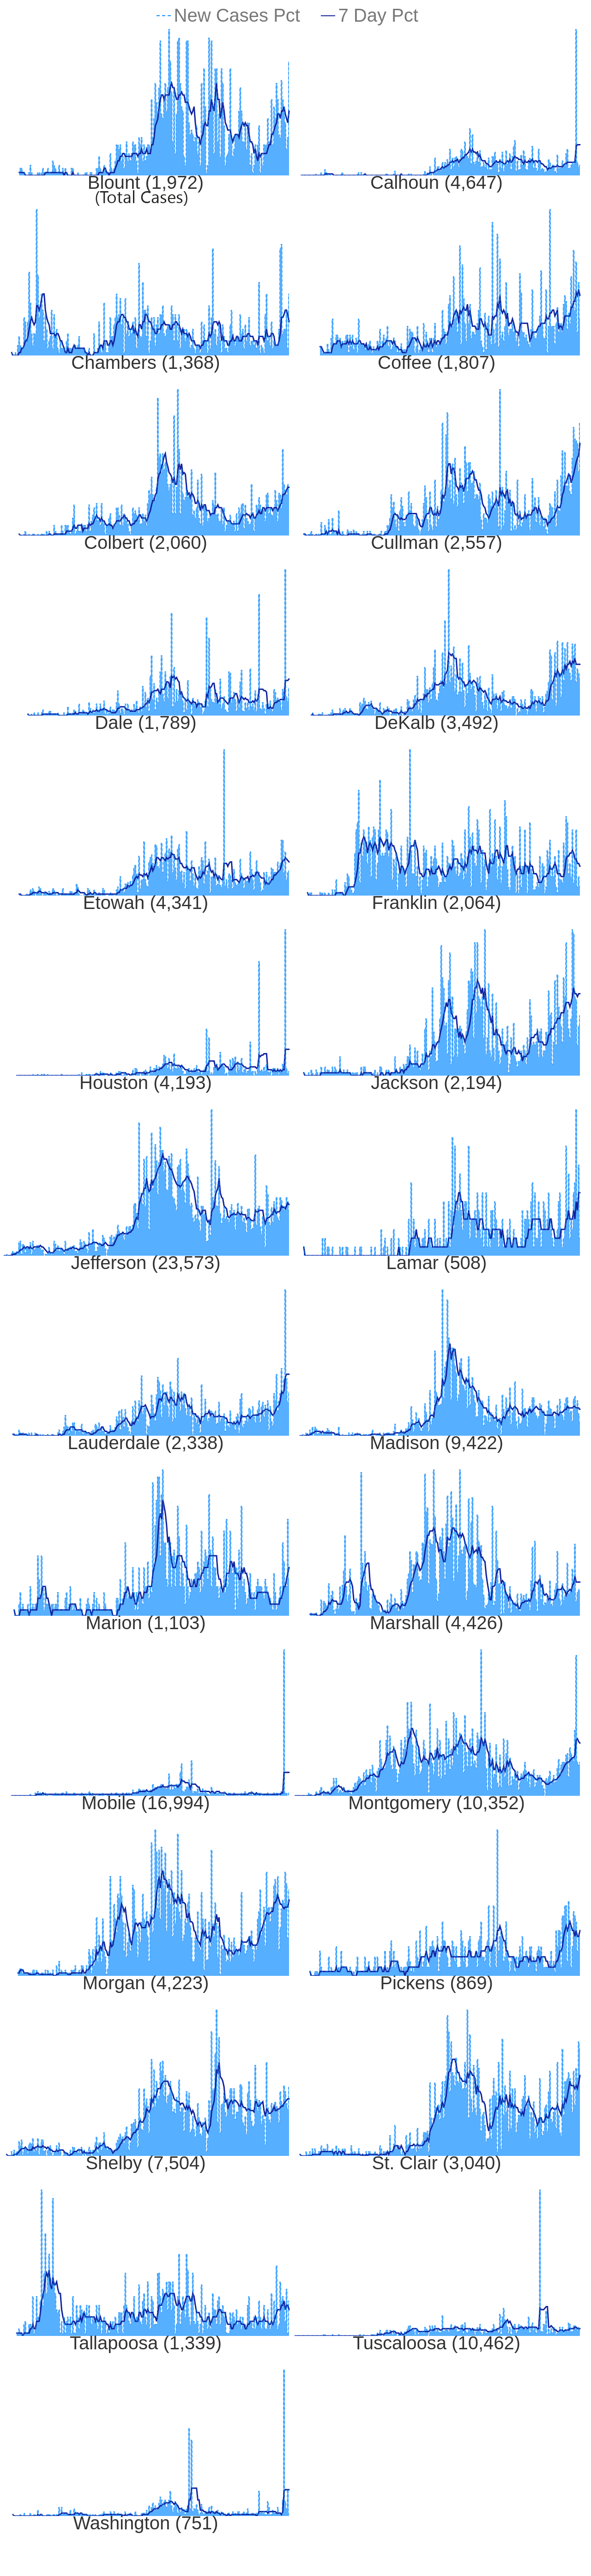 New Cases Pct 7 Day Pct
Blount (1,972) Calhoun (4,647)
(Total Cases)
Chambers (1,368) Coffee (1,807)
Colbert (2,060) Cullman (2,557)
Dale (1,789) DeKalb (3,492)
Etowah (4,341) Franklin (2,064)
Houston (4,193) Jackson (2,194)
Jefferson (23,573) Lamar (508)
Lauderdale (2,338) Madison (9,422)
Marion (1,103) Marshall (4,426)
Mobile (16,994) Montgomery (10,352)
Morgan (4,223) Pickens (869)
Shelby (7,504) St. Clair (3,040)
Tallapoosa (1,339) Tuscaloosa (10,462)
Washington (751)